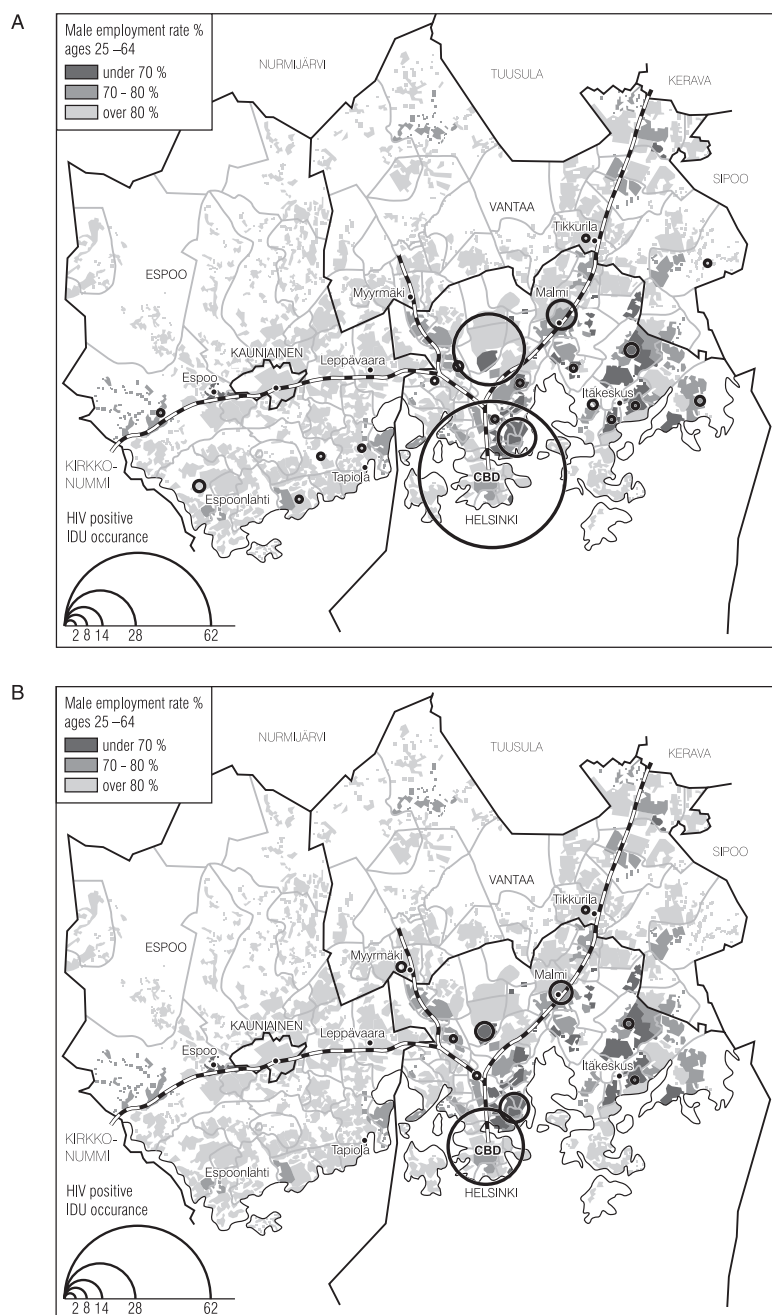 A
Male employment rate %
ages 25 –64
under 70 %
70 – 80 %
over 80 %
NURMIJÄRVI
TUUSULA
KERAVA
SIPOO
VANTAA
Tikkurila
ESPOO
Myyrmäki
Malmi
KAUNIAINEN
Leppävaara
Espoo
Itäkeskus
KIRKKO-
NUMMI
Espoonlahti
Tapiola
CBD
HELSINKI
HIV positive
IDU occurance
2 8 14 28 62
B
Male employment rate %
ages 25 –64
under 70 %
70 – 80 %
over 80 %
NURMIJÄRVI
TUUSULA
KERAVA
SIPOO
VANTAA
Tikkurila
ESPOO
Myyrmäki
Malmi
KAUNIAINEN
Leppävaara
Espoo
Itäkeskus
KIRKKO-
NUMMI
Tapiola
Espoonlahti
CBD
HELSINKI
HIV positive
IDU occurance
2 8 14 28 62